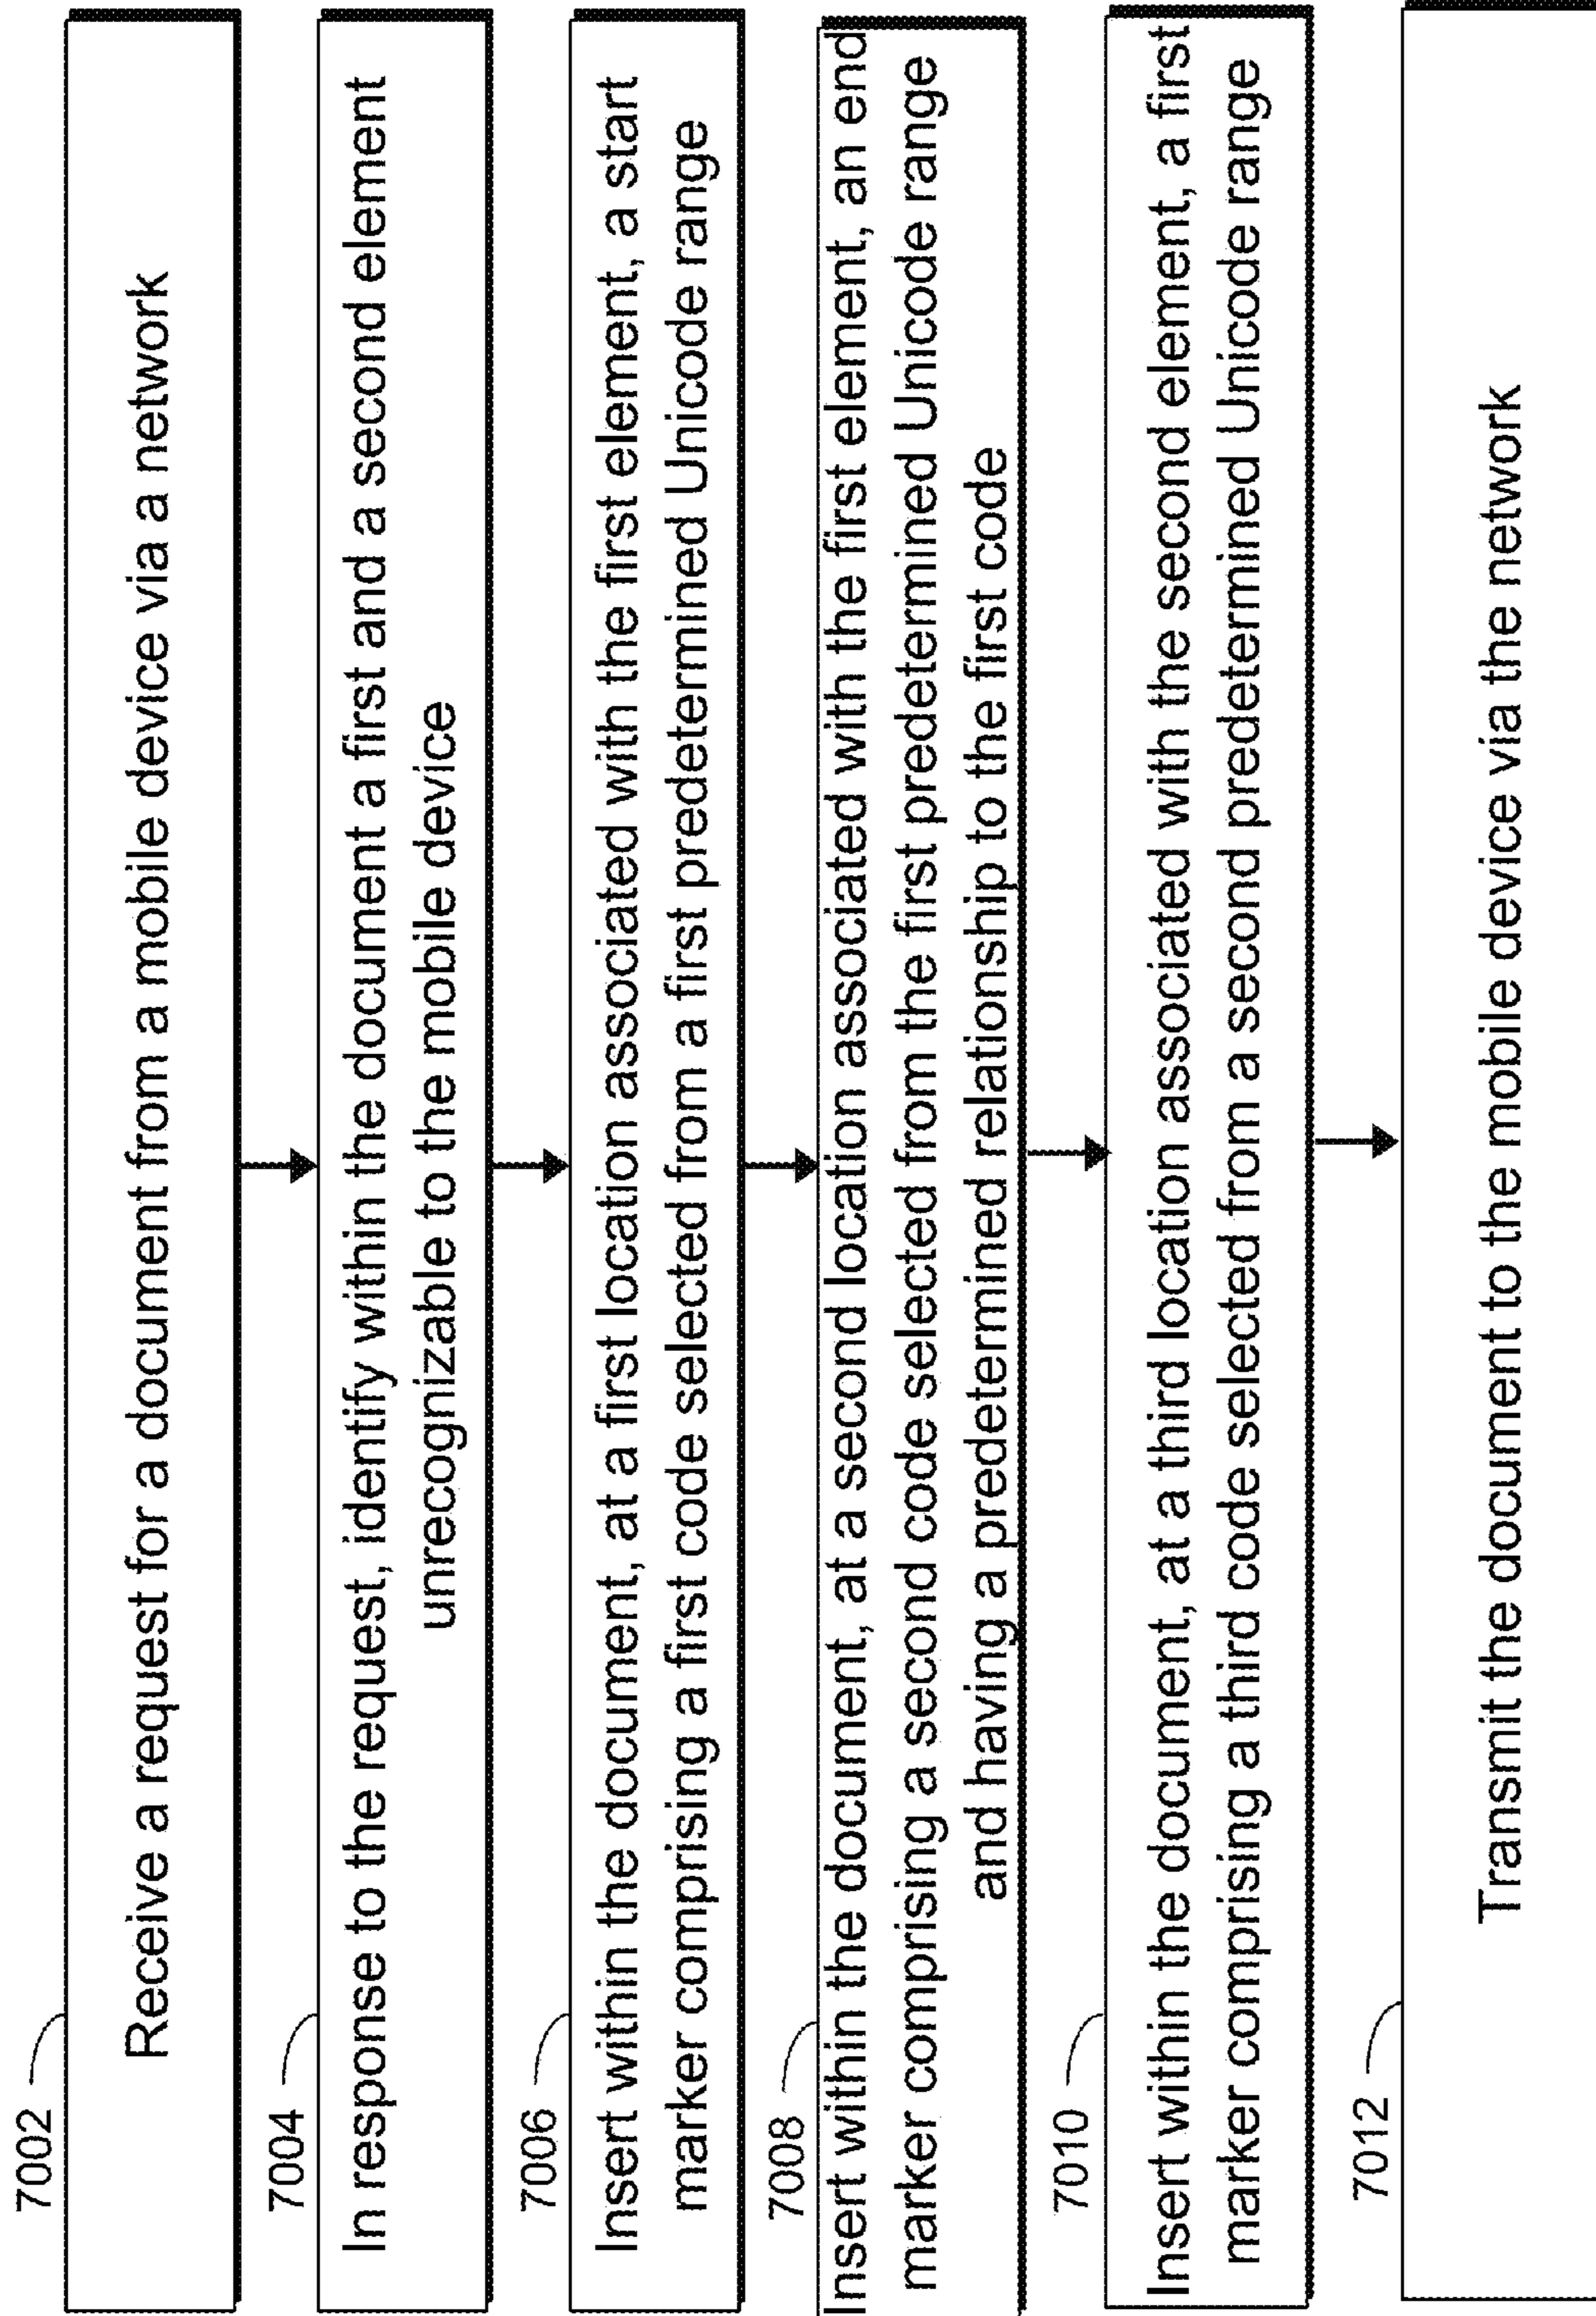 7002
Receive a request for a document from a mobile device via a network
7004
In response to the request, identify within the document a first and a second element
unrecognizable to the mobile device
7006
Insert within the document, at a first location associated with the first element, a start
marker comprising a first code selected from a first predetermined Unicode range
7008
Insert within the document, at a second location associated with the first element, an end
marker comprising a second code selected from the first predetermined Unicode range
and having a predetermined relationship to the first code
7010
Insert within the document, at a third location associated with the second element, a first
marker comprising a third code selected from a second predetermined Unicode range
7012
Transmit the document to the mobile device via the network